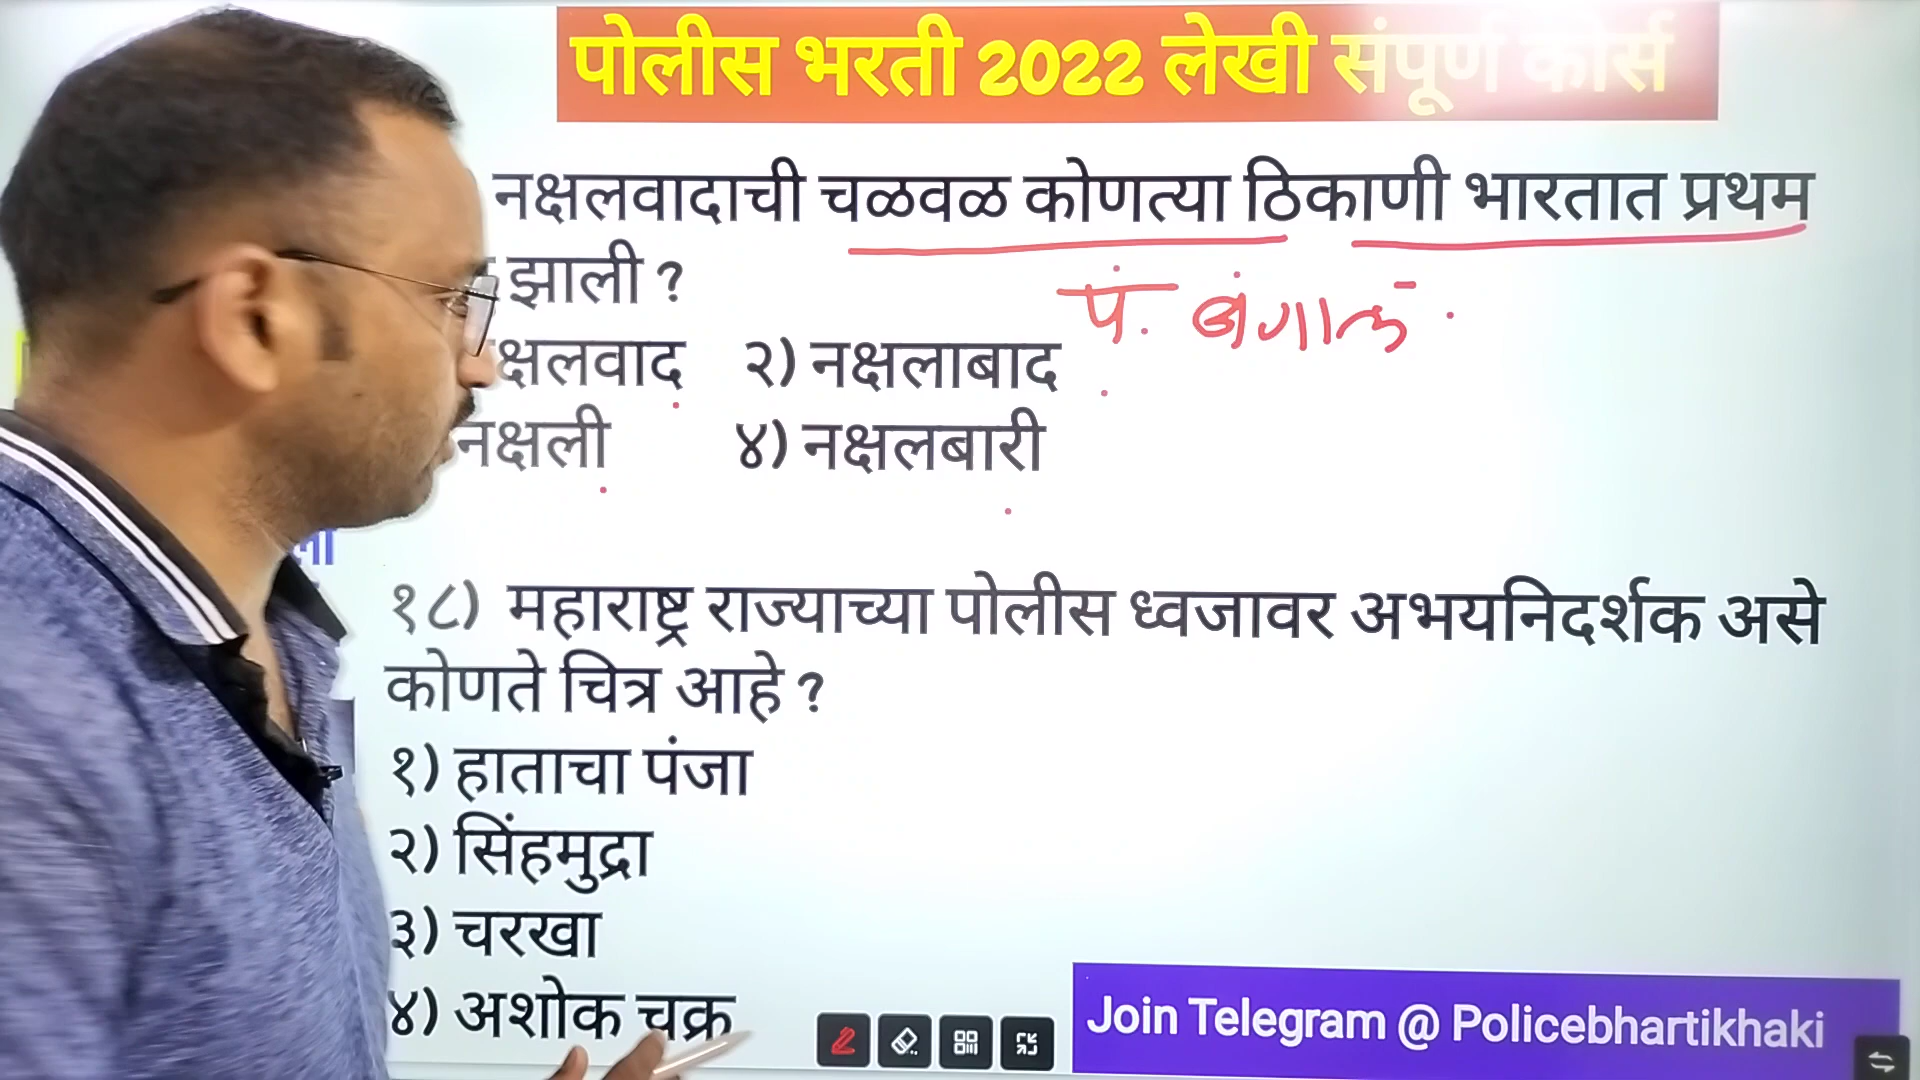 पोलीस भरती 2022 लेखी संपूर्ण कोर्स
नक्षलवादाची चळवळ कोणत्या ठिकाणी भारतात प्रथम
झाली ?
पं. बंगाल
क्षलवाद २) नक्षलाबाद
नक्षली ४) नक्षलबारी
१८) महाराष्ट्र राज्याच्या पोलीस ध्वजावर अभयनिदर्शक असे
कोणते चित्र आहे ?
१) हाताचा पंजा
२) सिंहमुद्रा
३) चरखा
४) अशोक चक्र
Join Telegram @ Policebhartikhaki